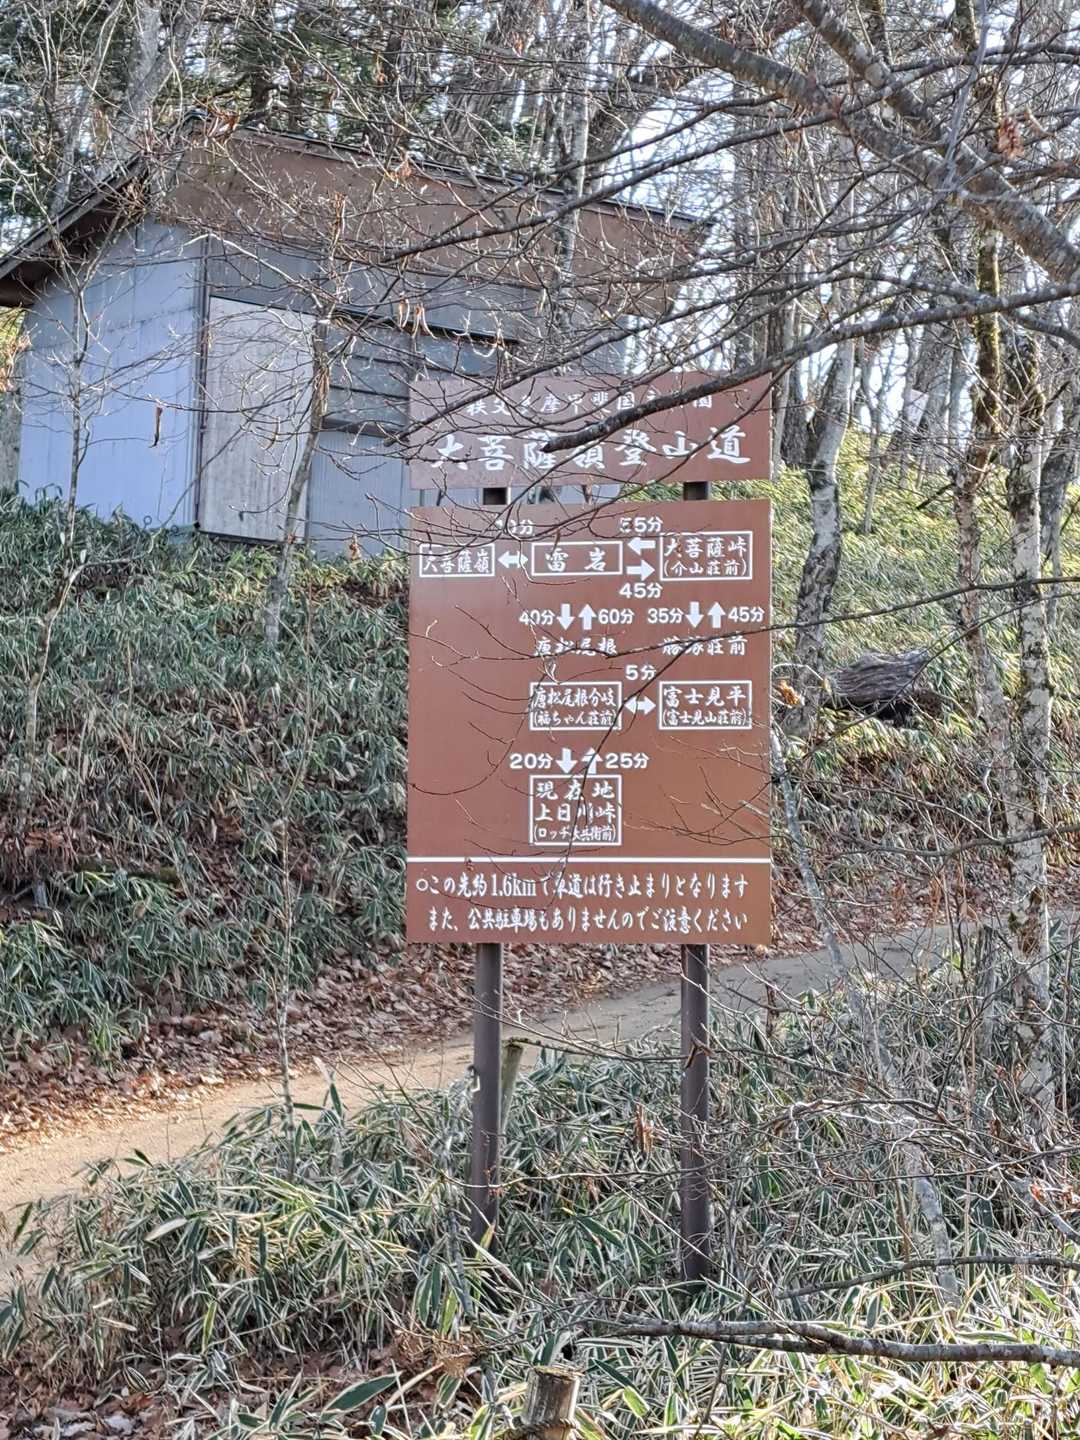 秩父多摩甲斐国立公園
大菩薩嶺登山道
55分
大菩薩嶺 雷岩 大菩薩峠
(介山荘前)
45分
40分 60分 35分 45分
唐松尾根 勝縁荘前
5分
唐松尾根分岐 富士見平
(福ちゃん荘前) (富士見山荘前)
20分 25分
現在地
上日川峠
(ロッヂ長兵衛前)
○この先約1.6kmで車道は行き止まりとなります
また、公共駐車場もありませんのでご注意ください